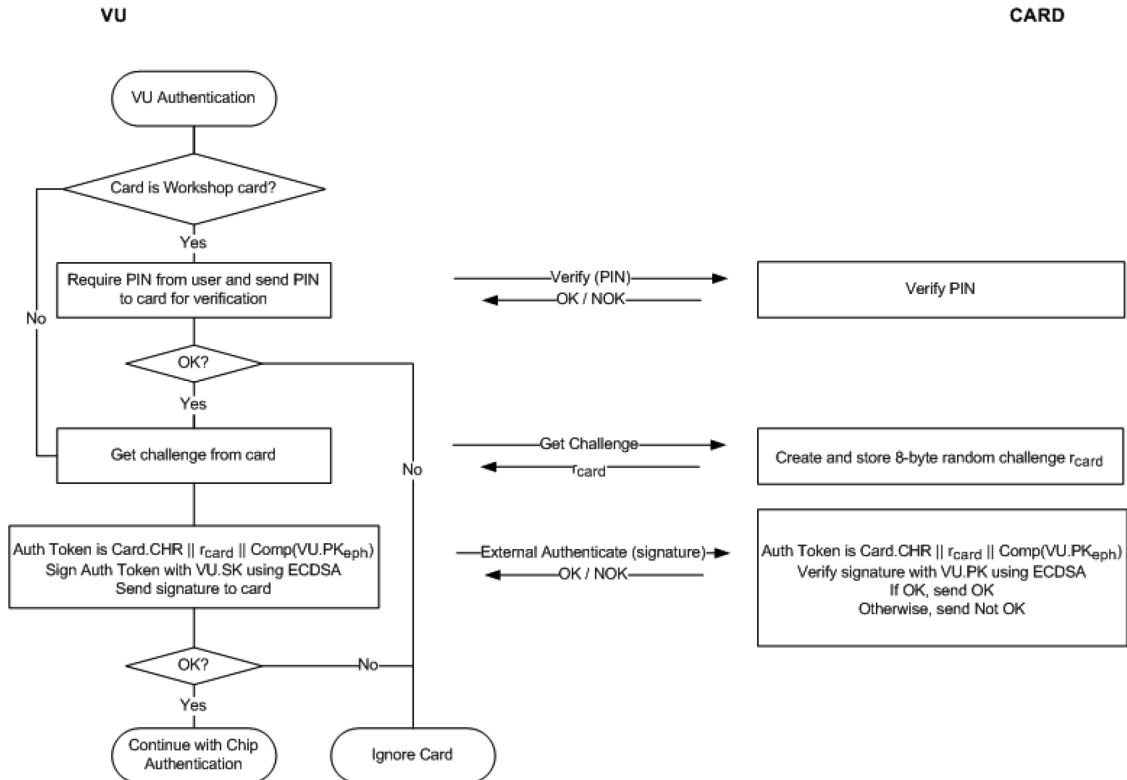 VU
CARD
VU Authentication
Card is Workshop card?
Yes
Require PIN from user and send PIN
to card for verification
Verify (PIN)
OK / NOK
Verify PIN
No
OK?
Yes
Get challenge from card
No
Get Challenge
rcard
Create and store 8-byte random challenge rcard
Auth Token is Card.CHR || rcard || Comp(VU.PKeph)
Sign Auth Token with VU.SK using ECDSA
Send signature to card
External Authenticate (signature)
OK / NOK
Auth Token is Card.CHR || rcard || Comp(VU.PKeph)
Verify signature with VU.PK using ECDSA
If OK, send OK
Otherwise, send Not OK
OK?
No
Yes
Continue with Chip
Authentication
Ignore Card